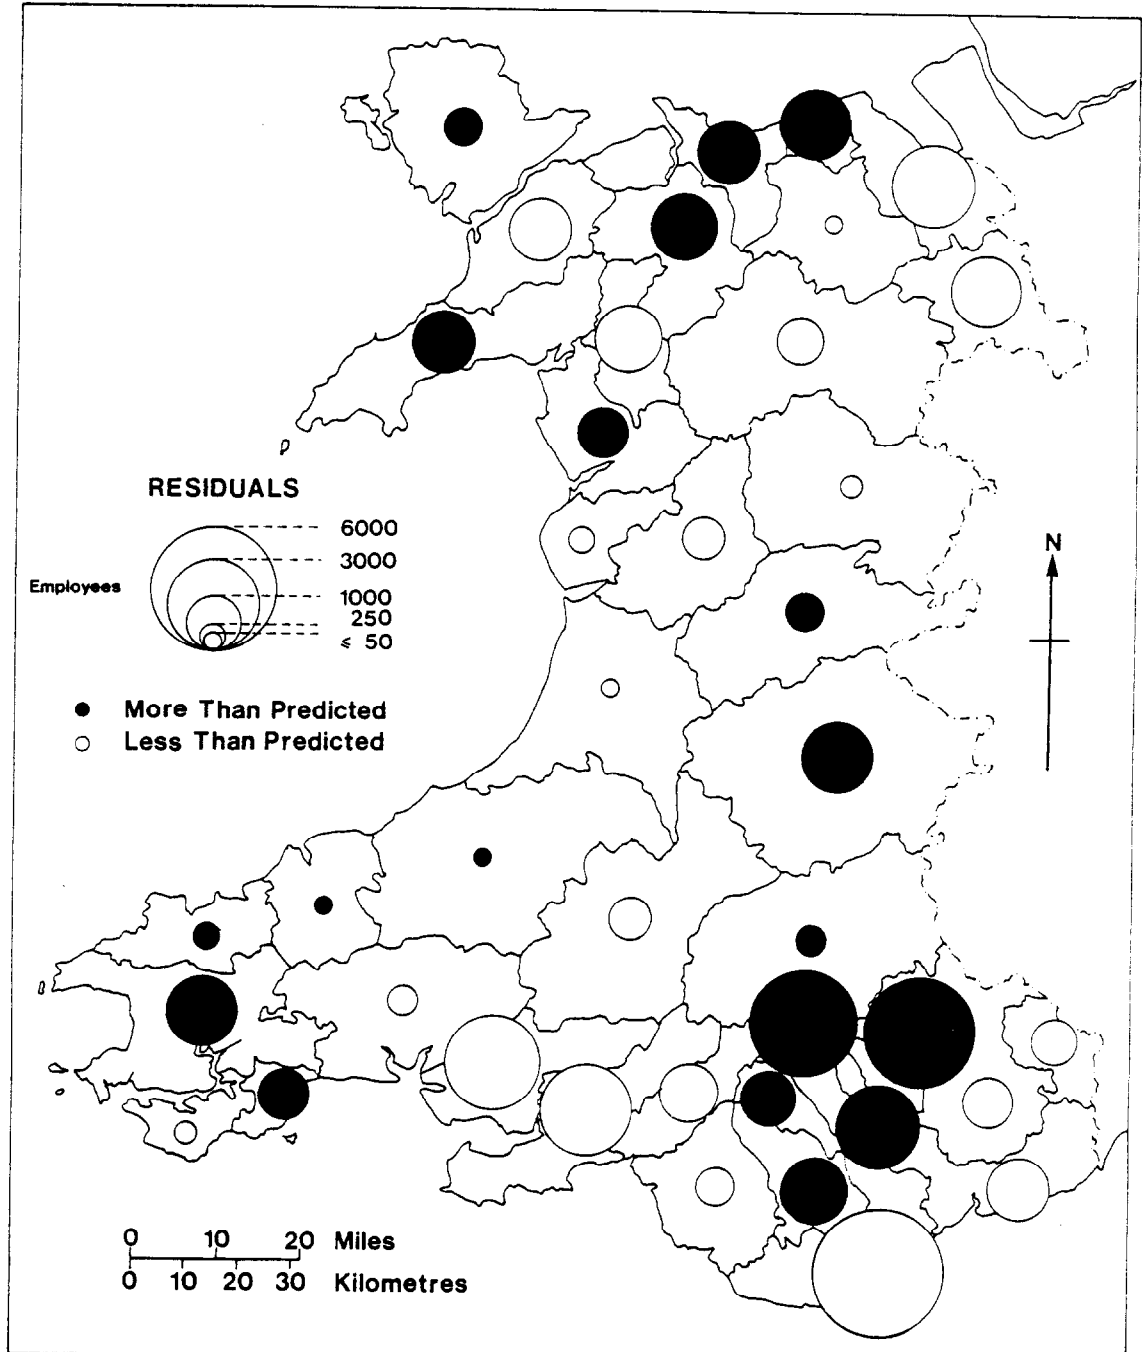 RESIDUALS
6000
3000
1000
250
≤ 50
Employees
More Than Predicted
Less Than Predicted
N
0 10 20 Miles
0 10 20 30 Kilometres